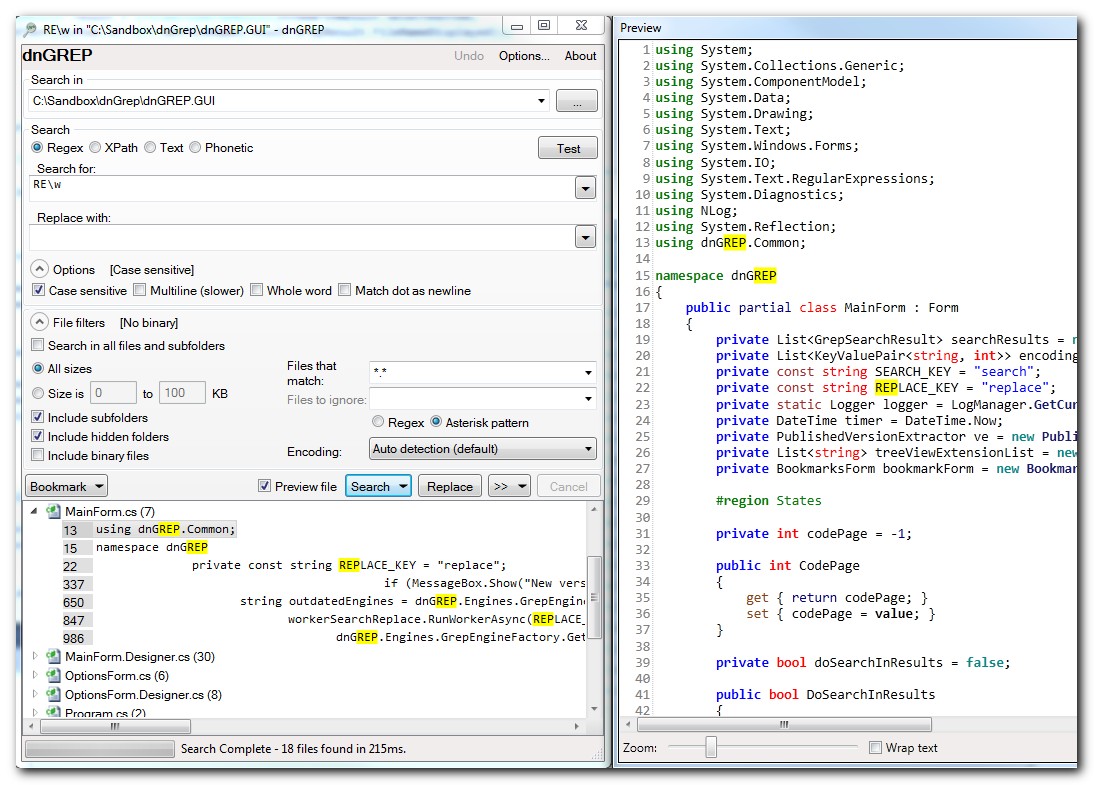 RE\w in "C:\Sandbox\dnGrep\dnGREP.GUI" - dnGREP
dnGREP
Undo Options... About
Search in
C:\Sandbox\dnGrep\dnGREP.GUI ...
Search
Regex XPath Text Phonetic Test
Search for:
RE\w
Replace with:
Options [Case sensitive]
Case sensitive Multiline (slower) Whole word Match dot as newline
File filters [No binary]
Search in all files and subfolders
All sizes
Size is 0 to 100 KB
Include subfolders
Include hidden folders
Include binary files
Files that match: *.*
Files to ignore:
Regex Asterisk pattern
Encoding: Auto detection (default)
Bookmark Preview file Search Replace >> Cancel
MainForm.cs (7)
13 using dnGREP.Common;
15 namespace dnGREP
22 private const string REPLACE_KEY = "replace";
337 if (MessageBox.Show("New vers
650 string outdatedEngines = dnGREP.Engines.GrepEngin
847 workerSearchReplace.RunWorkerAsync(REPLACE_
986 dnGREP.Engines.GrepEngineFactory.Get
MainForm.Designer.cs (30)
OptionsForm.cs (6)
OptionsForm.Designer.cs (8)
Program.cs (2)
Search Complete - 18 files found in 215ms.
Preview
1 using System;
2 using System.Collections.Generic;
3 using System.ComponentModel;
4 using System.Data;
5 using System.Drawing;
6 using System.Text;
7 using System.Windows.Forms;
8 using System.IO;
9 using System.Text.RegularExpressions;
10 using System.Diagnostics;
11 using NLog;
12 using System.Reflection;
13 using dnGREP.Common;
14
15 namespace dnGREP
16 {
17 public partial class MainForm : Form
18 {
19 private List<GrepSearchResult> searchResults = n
20 private List<KeyValuePair<string, int>> encoding
21 private const string SEARCH_KEY = "search";
22 private const string REPLACE_KEY = "replace";
23 private static Logger logger = LogManager.GetCur
24 private DateTime timer = DateTime.Now;
25 private PublishedVersionExtractor ve = new Publi
26 private List<string> treeViewExtensionList = new
27 private BookmarksForm bookmarkForm = new Bookmar
28
29 #region States
30
31 private int codePage = -1;
32
33 public int CodePage
34 {
35 get { return codePage; }
36 set { codePage = value; }
37 }
38
39 private bool doSearchInResults = false;
40
41 public bool DoSearchInResults
42 {
Zoom: Wrap text